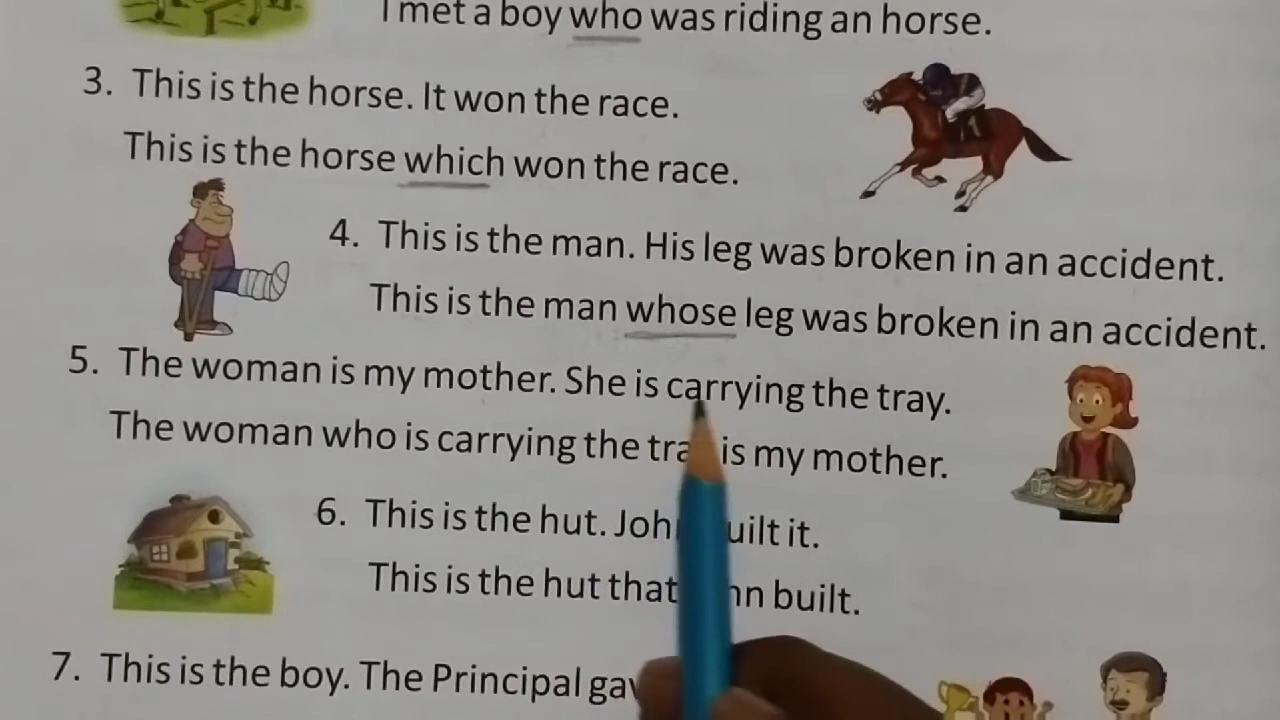 I met a boy who was riding an horse.
3. This is the horse. It won the race.
This is the horse which won the race.
4. This is the man. His leg was broken in an accident.
This is the man whose leg was broken in an accident.
5. The woman is my mother. She is carrying the tray.
The woman who is carrying the is my mother.
6. This is the hut. it.
This is the hut that built.
7. This is the boy. The Principal